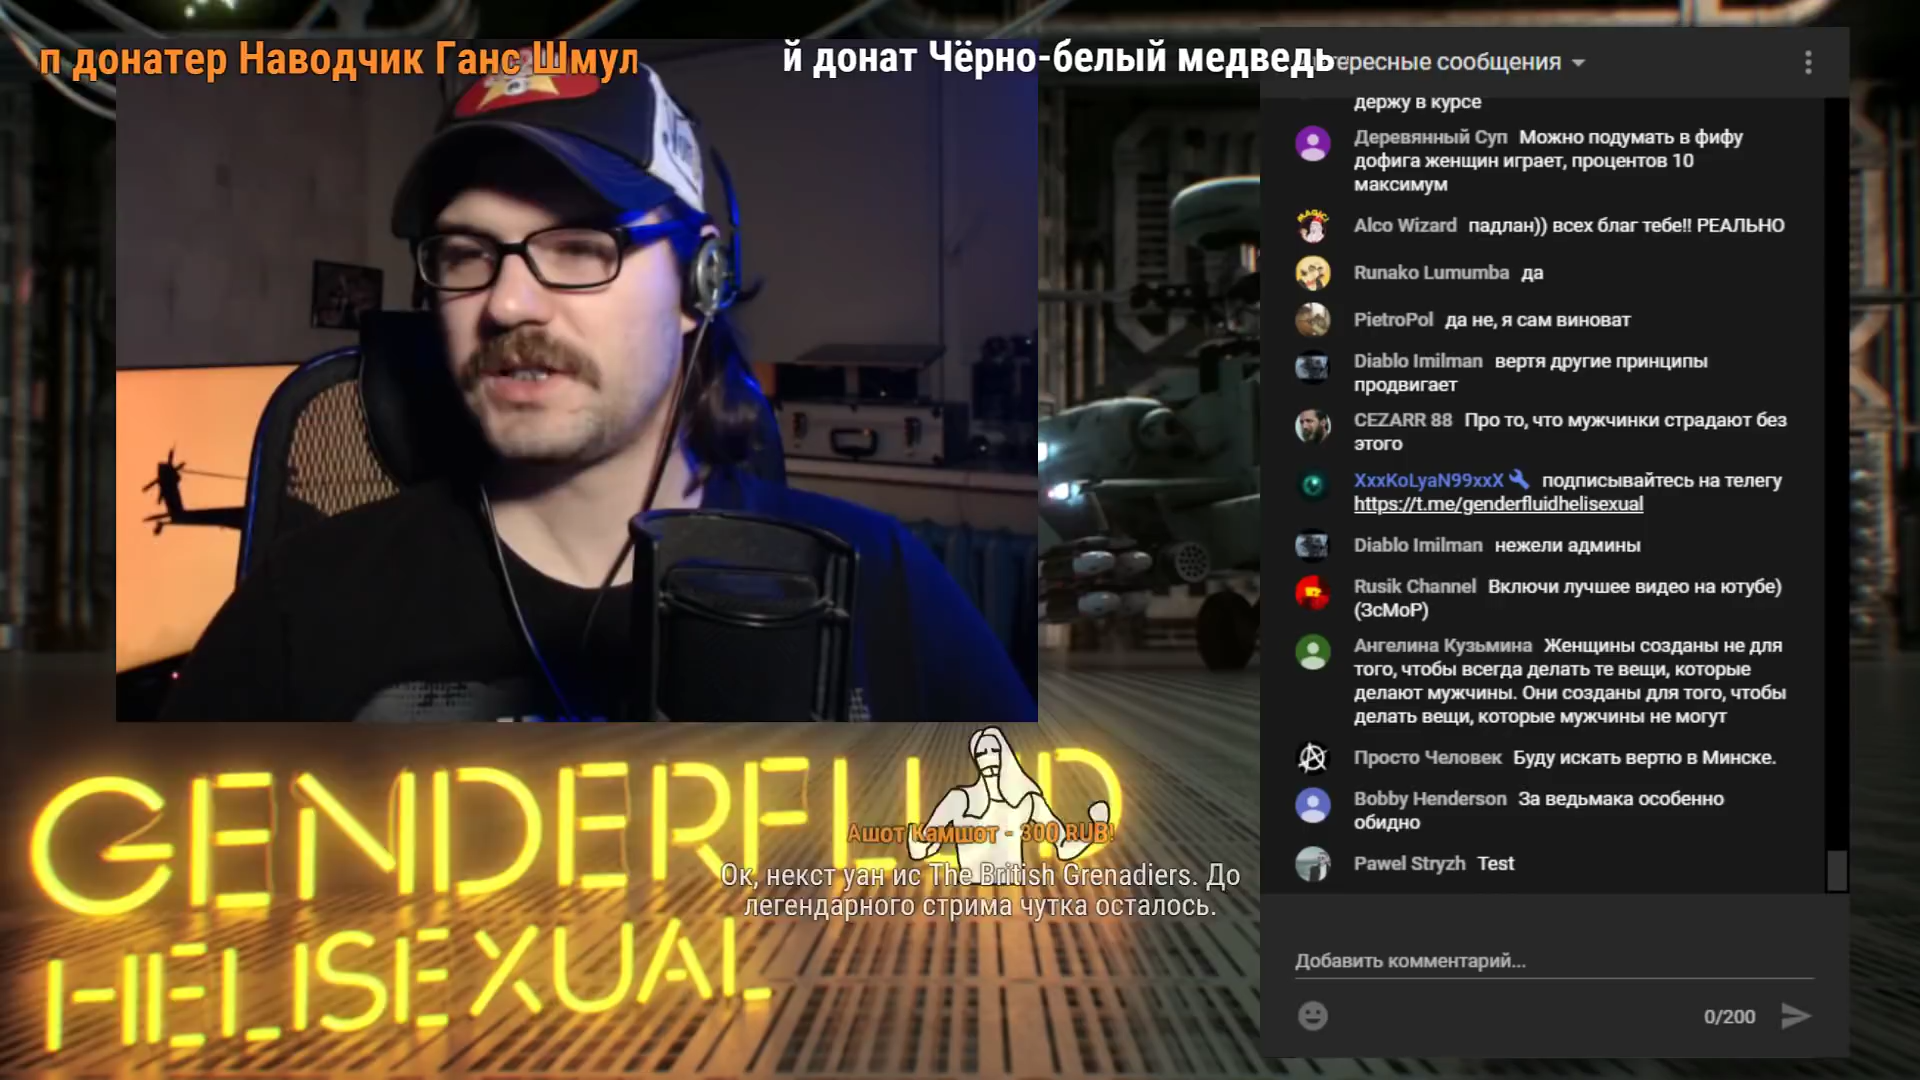 п донатер Наводчик Ганс Шмул
й донат Чёрно-белый медведь
тересные сообщения
держу в курсе
Деревянный Суп Можно подумать в фифу
дофига женщин играет, процентов 10
максимум
Alco Wizard падлан)) всех благ тебе!! РЕАЛЬНО
Runako Lumumba да
PietroPol да не, я сам виноват
Diablo Imilman вертя другие принципы
продвигает
CEZARR 88 Про то, что мужчинки страдают без
этого
XxxKoLyaN99xxX подписывайтесь на телегу
https://t.me/genderfluidhelisexual
Diablo Imilman нежели админы
Rusik Channel Включи лучшее видео на ютубе)
(ЗсМоР)
Ангелина Кузьмина Женщины созданы не для
того, чтобы всегда делать те вещи, которые
делают мужчины. Они созданы для того, чтобы
делать вещи, которые мужчины не могут
Просто Человек Буду искать вертю в Минске.
Bobby Henderson За ведьмака особенно
обидно
Pawel Stryzh Test
Добавить комментарий...
0/200
GENDERFLUID
HELISEXUAL
Ашот Камшот - 300 RUB!
Ок, некст уан ис The British Grenadiers. До
легендарного стрима чутка осталось.